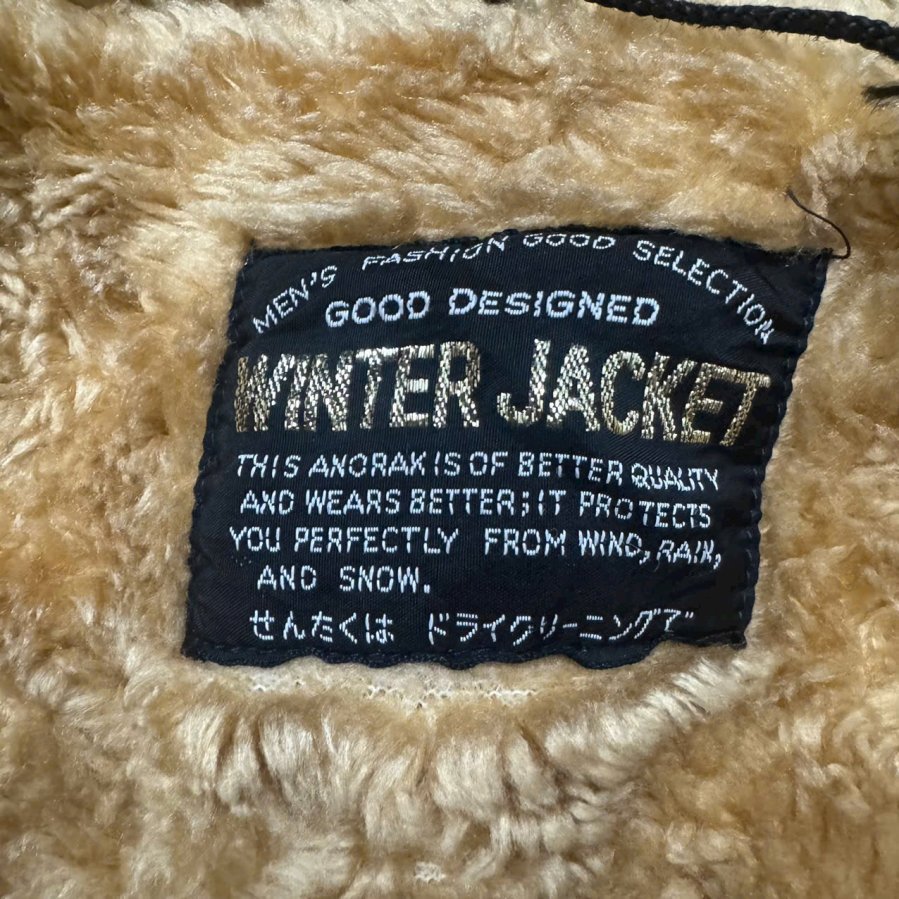 MEN'S FASHION GOOD SELECTION
GOOD DESIGNED
WINTER JACKET
THIS ANORAK IS OF BETTER QUALITY
AND WEARS BETTER;IT PROTECTS
YOU PERFECTLY FROM WIND, RAIN,
AND SNOW.
せんたくは ドライクリーニングで